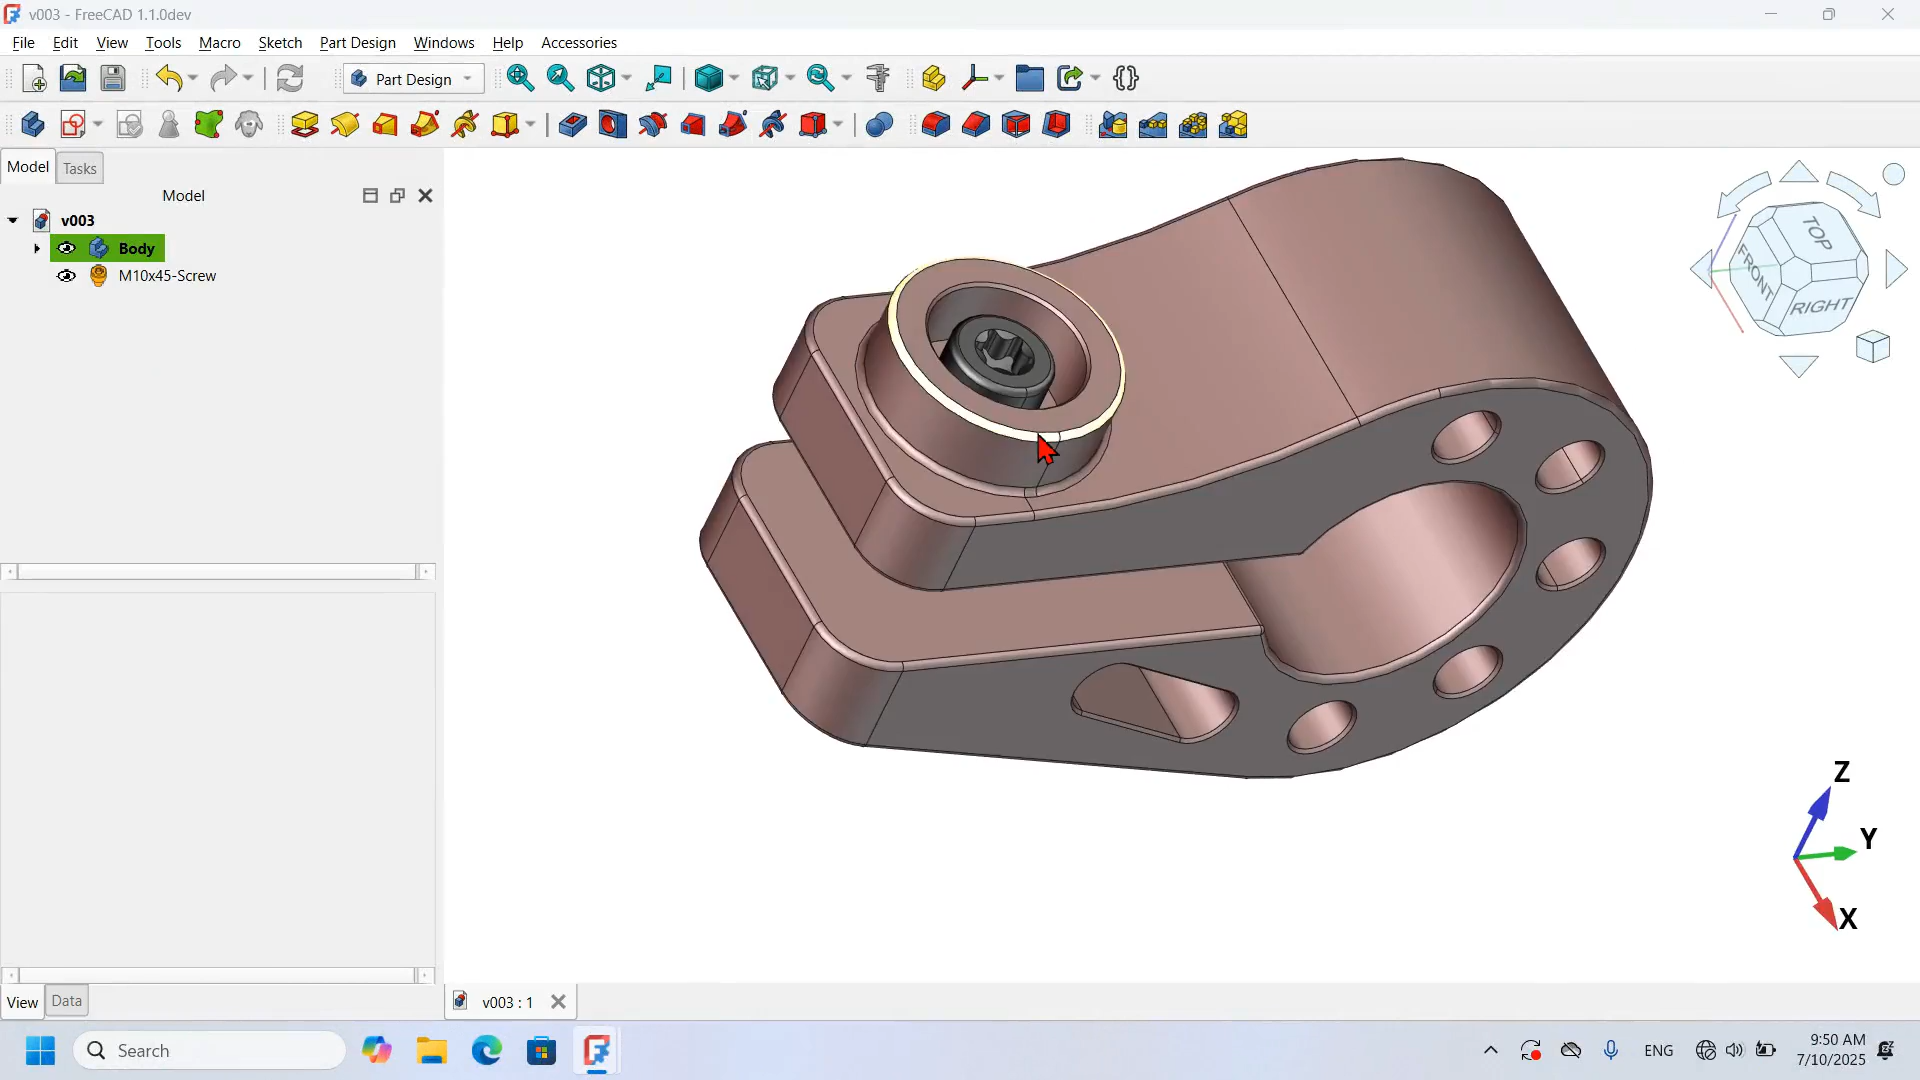 v003 - FreeCAD 1.1.0dev
File Edit View Tools Macro Sketch Part Design Windows Help Accessories
Part Design
Model Tasks
Model
v003
Body
M10x45-Screw
TOP
FRONT
RIGHT
Z
Y
X
View Data
v003 : 1
Search
ENG
9:50 AM
7/10/2025